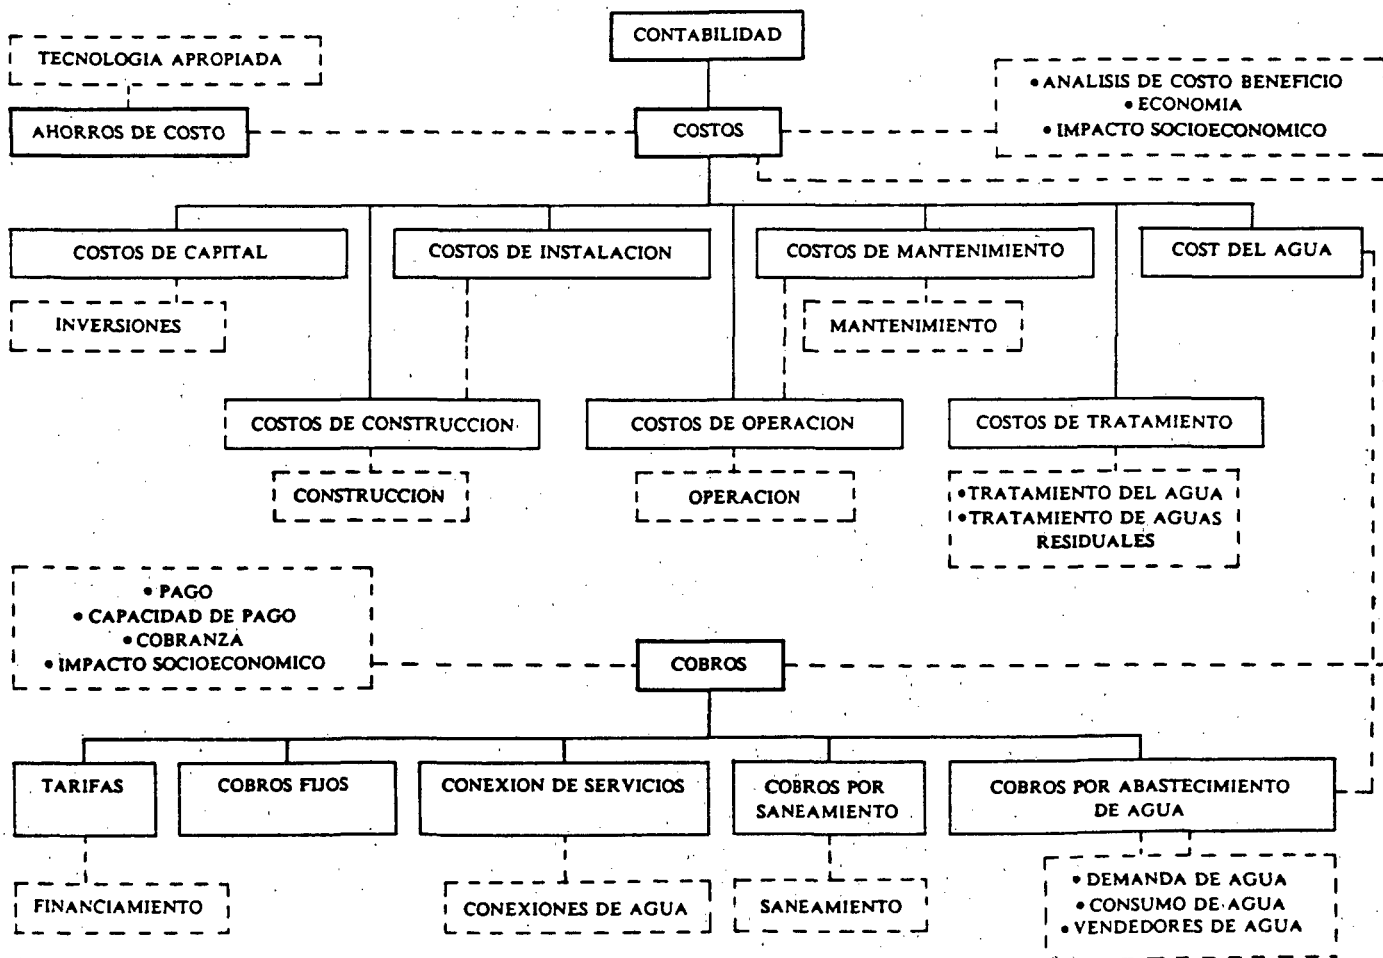 CONTABILIDAD
TECNOLOGIA APROPIADA
• ANALISIS DE COSTO BENEFICIO
• ECONOMIA
• IMPACTO SOCIOECONOMICO
AHORROS DE COSTO
COSTOS
COSTOS DE CAPITAL
COSTOS DE INSTALACION
COSTOS DE MANTENIMIENTO
COST DEL AGUA
INVERSIONES
MANTENIMIENTO
COSTOS DE CONSTRUCCION
COSTOS DE OPERACION
COSTOS DE TRATAMIENTO
CONSTRUCCION
OPERACION
• TRATAMIENTO DEL AGUA
• TRATAMIENTO DE AGUAS
RESIDUALES
• PAGO
• CAPACIDAD DE PAGO
• COBRANZA
• IMPACTO SOCIOECONOMICO
COBROS
TARIFAS
COBROS FIJOS
CONEXION DE SERVICIOS
COBROS POR
SANEAMIENTO
COBROS POR ABASTECIMIENTO
DE AGUA
FINANCIAMIENTO
CONEXIONES DE AGUA
SANEAMIENTO
• DEMANDA DE AGUA
• CONSUMO DE AGUA
• VENDEDORES DE AGUA